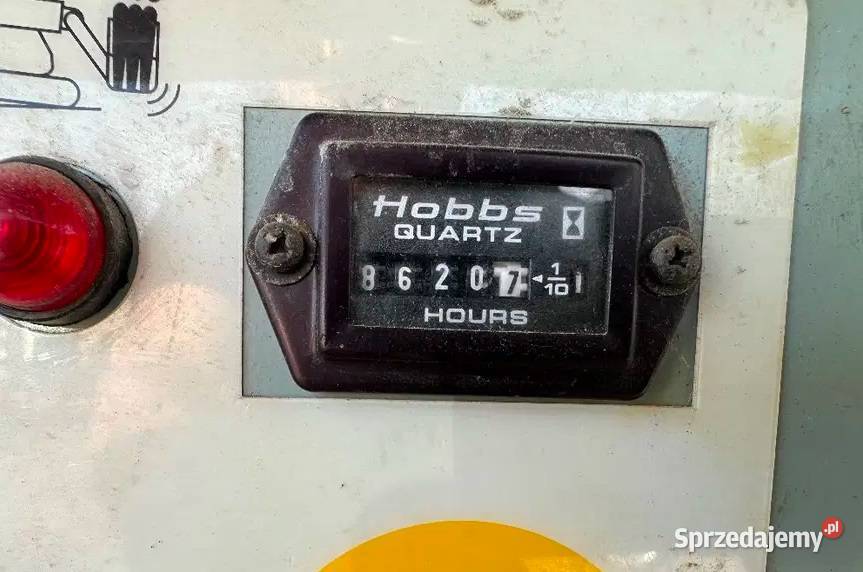 Hobbs
QUARTZ
8 6 2 0 7 1/10
HOURS
Sprzedajemy.pl